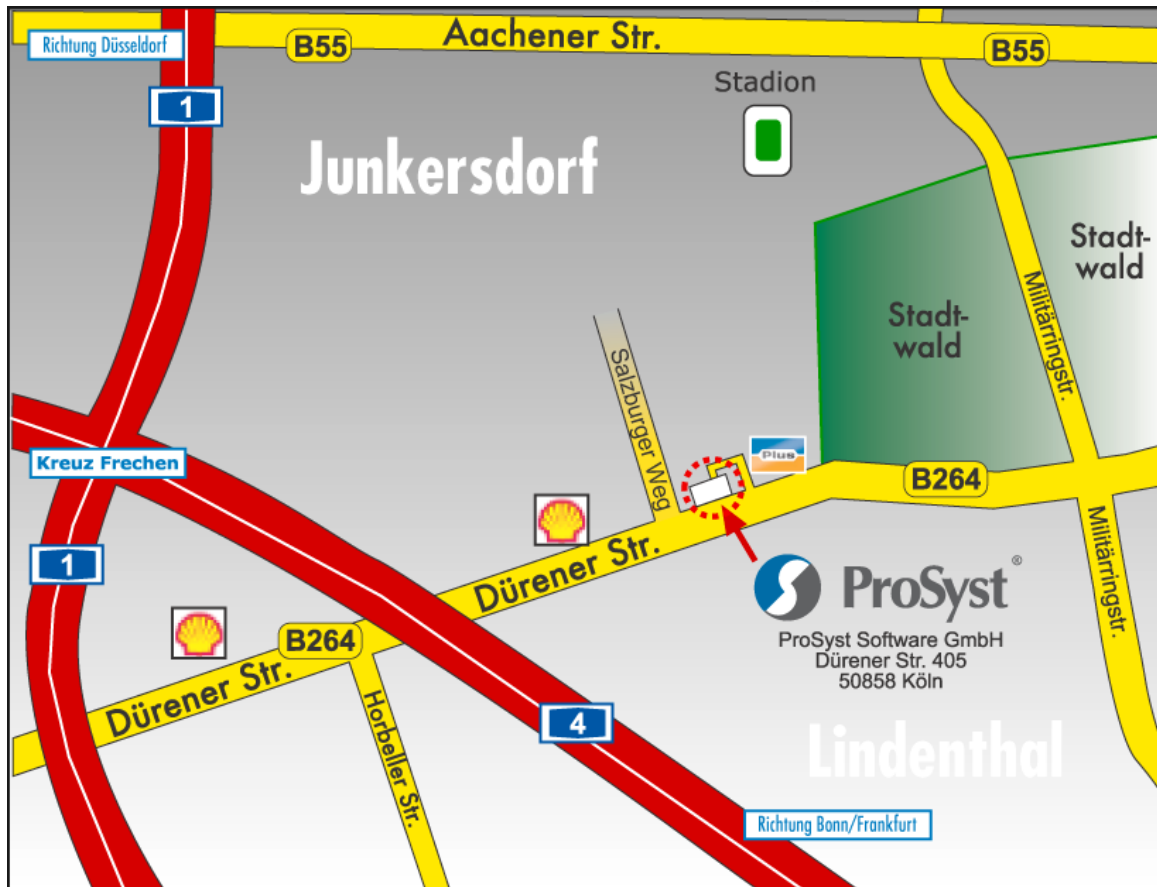 Richtung Düsseldorf
B55
Aachener Str.
B55
1
Stadion
Junkersdorf
Stadt-
wald
Stadt-
wald
Militärringstr.
Salzburger Weg
Plus
Kreuz Frechen
B264
Dürener Str.
1
Militärringstr.
ProSyst®
ProSyst Software GmbH
Dürener Str. 405
50858 Köln
B264
Dürener Str.
Horbeller Str.
4
Lindenthal
Richtung Bonn/Frankfurt